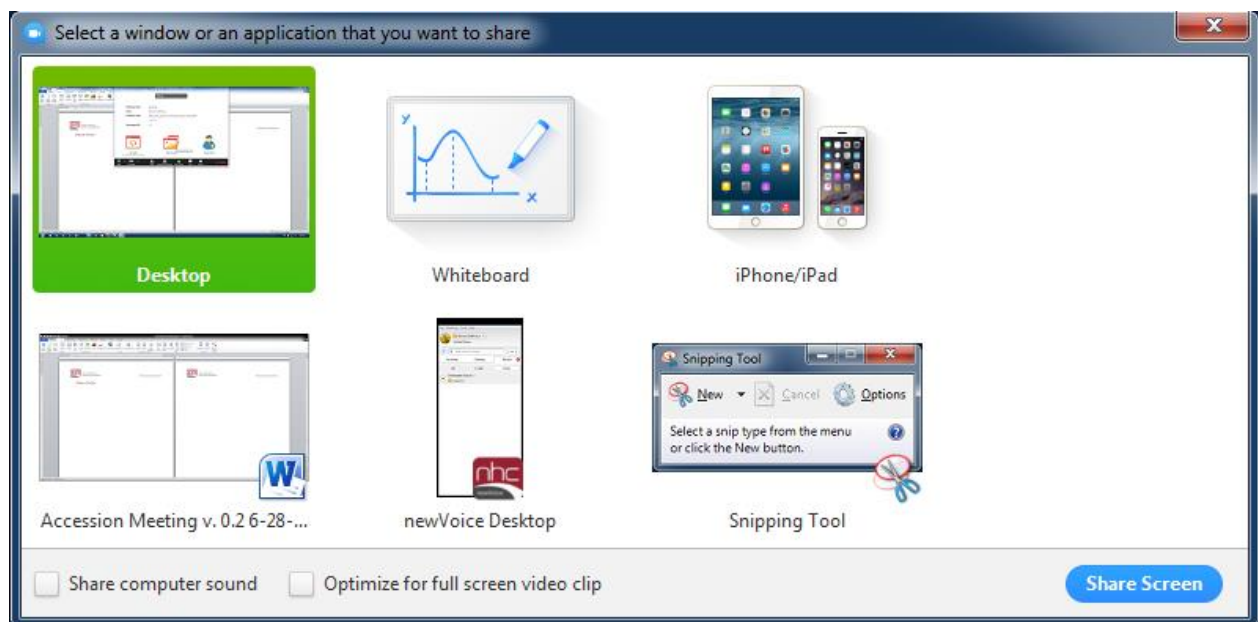 Select a window or an application that you want to share
Y
X
Desktop
Whiteboard
iPhone/iPad
W
nhc
Snipping Tool
New
Cancel
Options
Select a snip type from the menu
or click the New button.
Accession Meeting v. 0.2 6-28-...
newVoice Desktop
Snipping Tool
Share computer sound
Optimize for full screen video clip
Share Screen